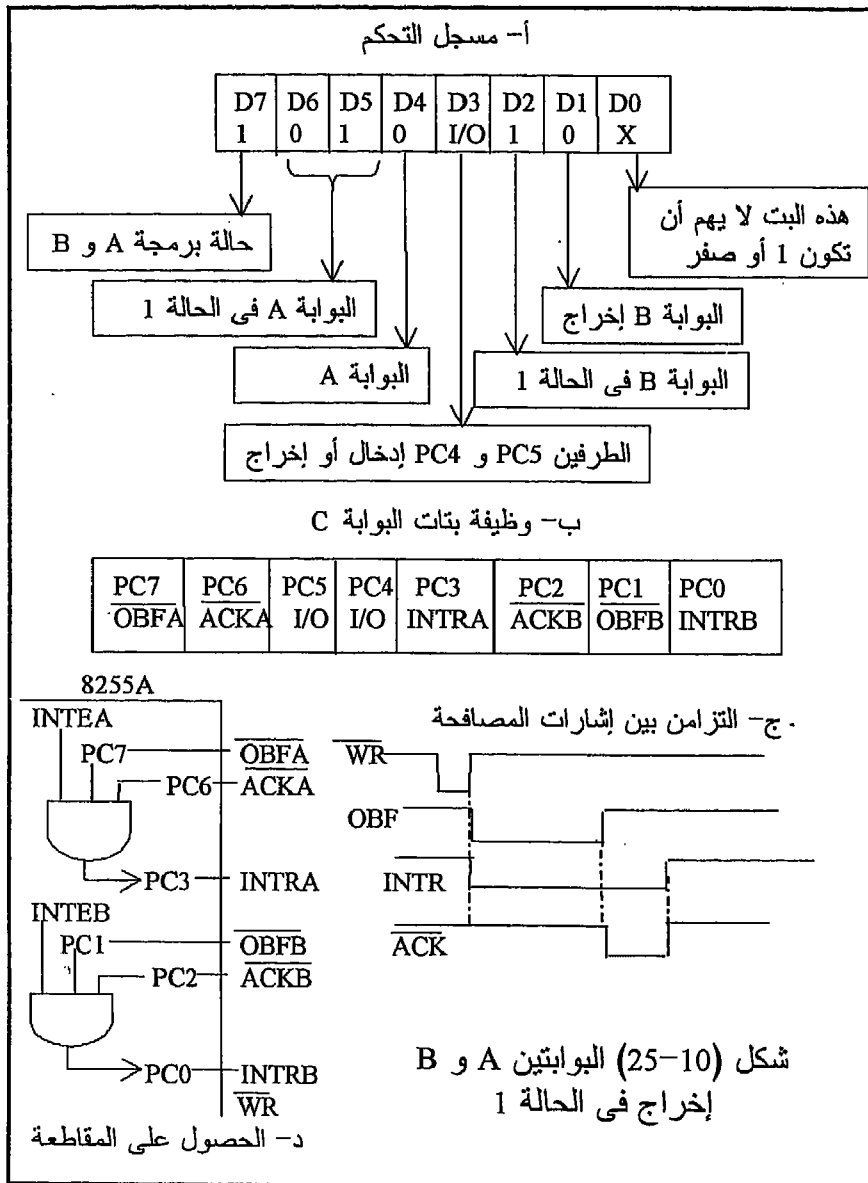 أ- مسجل التحكم
D7 D6 D5 D4 D3 D2 D1 D0
1 0 1 0 I/O 1 0 X
هذه البت لا يهم أن
تكون 1 أو صفر
حالة برمجة A و B
البوابة A فى الحالة 1
البوابة B إخراج
البوابة A
البوابة B فى الحالة 1
الطرفين PC5 و PC4 إدخال أو إخراج
ب- وظيفة بتات البوابة C
PC7 PC6 PC5 PC4 PC3 PC2 PC1 PC0
OBFA ACKA I/O I/O INTRA ACKB OBFB INTRB
8255A
INTEA
PC7 OBFA
PC6 ACKA
PC3 INTRA
INTEB
PC1 OBFB
PC2 ACKB
PC0 INTRB
WR
د- الحصول على المقاطعة
ج- التزامن بين إشارات المصافحة
WR
OBF
INTR
ACK
شكل (10-25) البوابتين A و B
إخراج فى الحالة 1